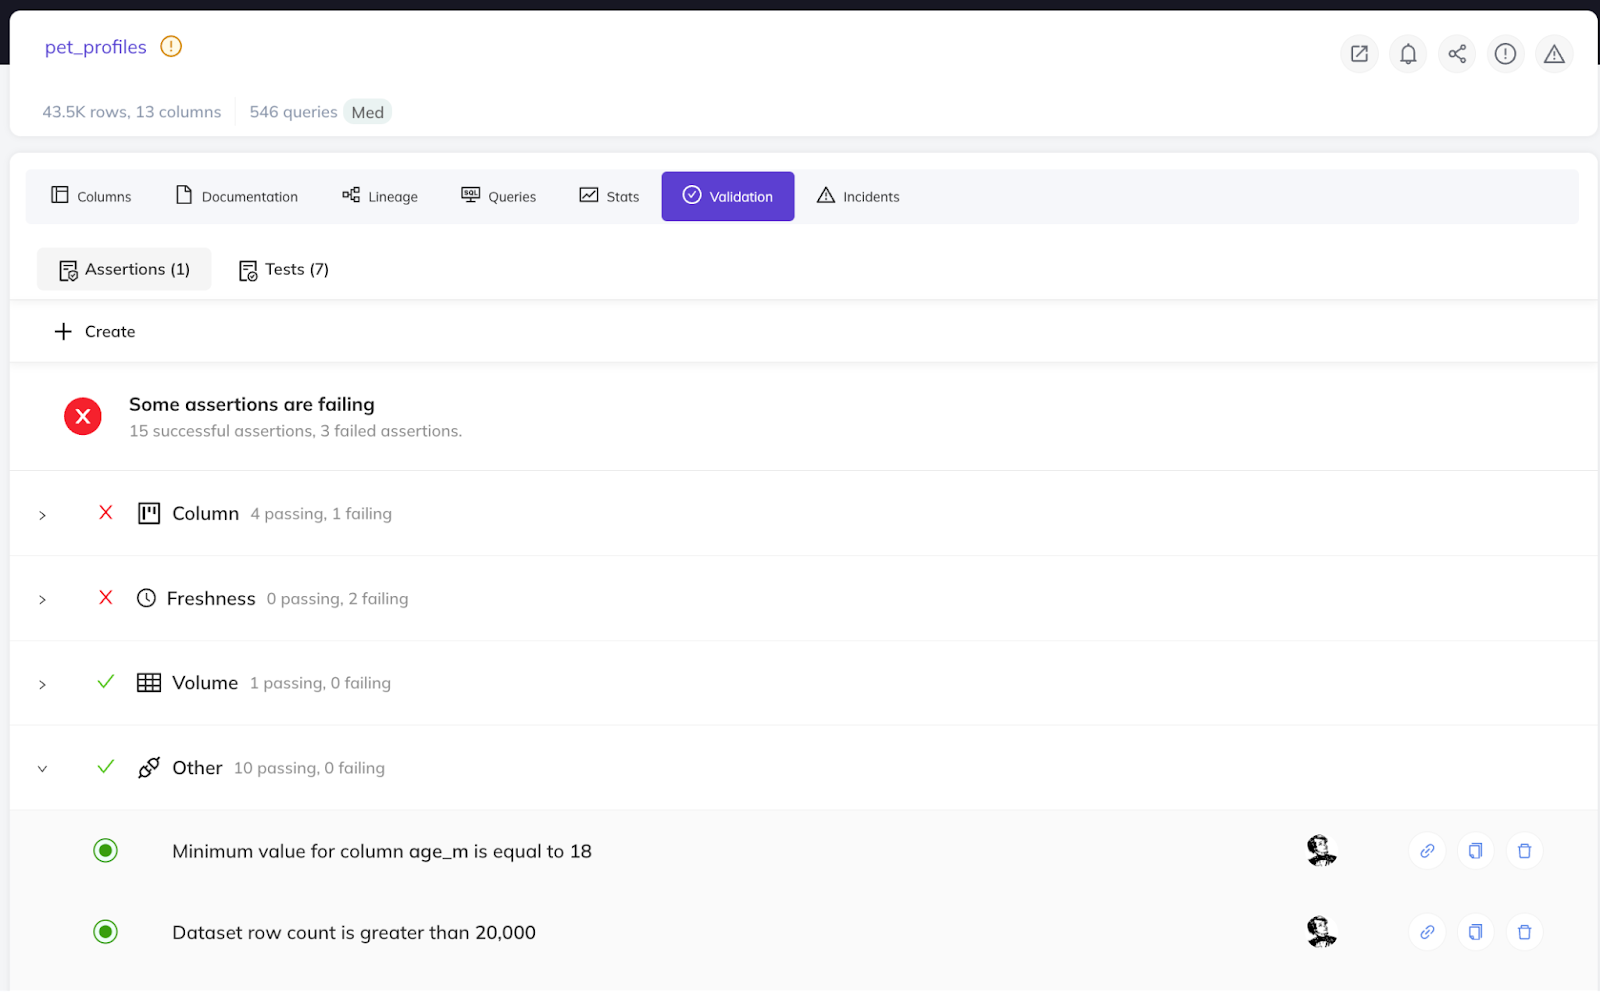 pet_profiles
43.5K rows, 13 columns 546 queries Med
Columns Documentation Lineage SQL Queries Stats Validation Incidents
Assertions (1) Tests (7)
Create
Some assertions are failing
15 successful assertions, 3 failed assertions.
Column 4 passing, 1 failing
Freshness 0 passing, 2 failing
Volume 1 passing, 0 failing
Other 10 passing, 0 failing
Minimum value for column age_m is equal to 18
Dataset row count is greater than 20,000